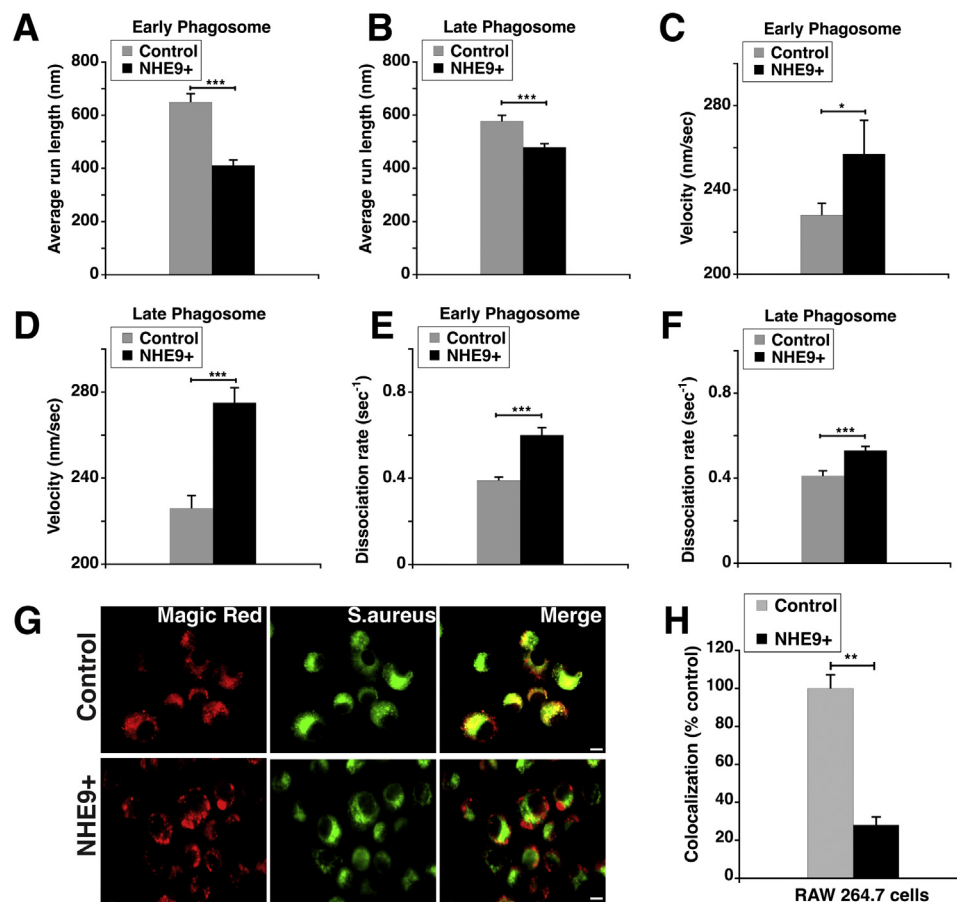 A
Early Phagosome
Control
NHE9+
Average run length (nm)
800
600
400
200
0
***
B
Late Phagosome
Control
NHE9+
Average run length (nm)
800
600
400
200
0
***
C
Early Phagosome
Control
NHE9+
Velocity (nm/sec)
280
240
200
*
D
Late Phagosome
Control
NHE9+
Velocity (nm/sec)
280
240
200
***
E
Early Phagosome
Control
NHE9+
Dissociation rate (sec⁻¹)
0.8
0.4
0
***
F
Late Phagosome
Control
NHE9+
Dissociation rate (sec⁻¹)
0.8
0.4
0
***
G
Magic Red
S.aureus
Merge
Control
NHE9+
H
Control
NHE9+
Colocalization (% control)
120
100
80
60
40
20
0
**
RAW 264.7 cells